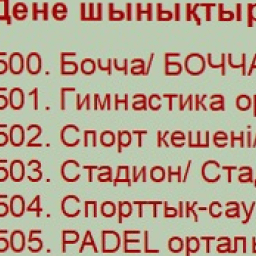 Дене шынықтыр
500. Бочча/ БОЧЧА
501. Гимнастика ор
502. Спорт кешені/
503. Стадион/ Ста
504. Спорттық-сау
505. PADEL орталы